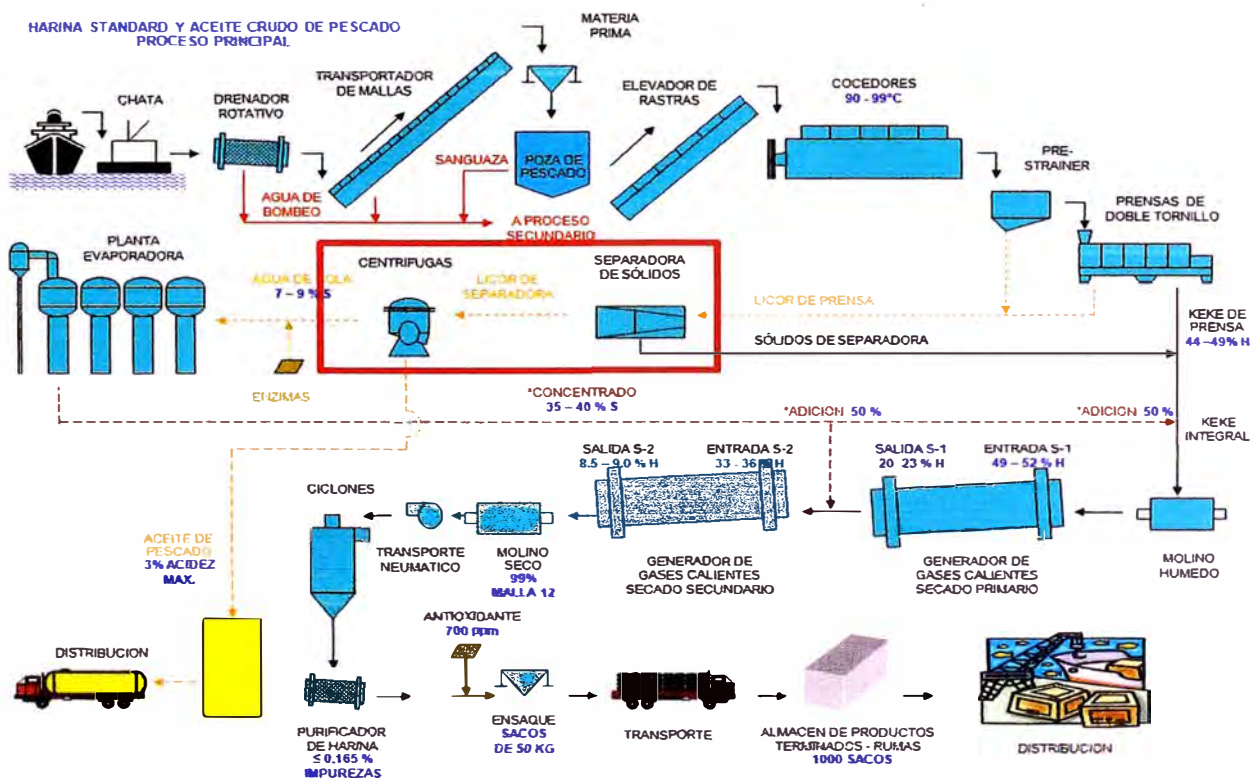 HARINA STANDARD Y ACEITE CRUDO DE PESCADO
PROCESO PRINCIPAL
MATERIA
PRIMA
CHATA
DRENADOR
ROTATIVO
TRANSPORTADOR
DE MALLAS
ELEVADOR DE
RASTRAS
COCEDORES
90 - 99°C
SANGUAZA
POZA DE
PESCADO
PRE-
STRAINER
PRENSAS DE
DOBLE TORNILLO
AGUA DE
BOMBEO
A PROCESO
SECUNDARIO
PLANTA
EVAPORADORA
AGUA DE COLA
7 – 9 % S
CENTRIFUGAS
LICOR DE
SEPARADORA
SEPARADORA
DE SÓLIDOS
LICOR DE PRENSA
KEKE DE
PRENSA
44 –49% H
SÓLIDOS DE SEPARADORA
ENZIMAS
*CONCENTRADO
35 – 40 % S
*ADICION 50 %
*ADICION 50 %
KEKE
INTEGRAL
SALIDA S-2
8.5 – 9.0 % H
ENTRADA S-2
33 - 36 % H
SALIDA S-1
20 23 % H
ENTRADA S-1
49 – 52 % H
CICLONES
ACEITE DE
PESCADO
3% ACIDEZ
MAX.
TRANSPORTE
NEUMATICO
MOLINO
SECO
99%
MALLA 12
GENERADOR DE
GASES CALIENTES
SECADO SECUNDARIO
GENERADOR DE
GASES CALIENTES
SECADO PRIMARIO
MOLINO
HUMEDO
ANTIOXIDANTE
700 ppm
DISTRIBUCION
PURIFICADOR
DE HARINA
≤ 0.165 %
IMPUREZAS
ENSAQUE
SACOS
DE 50 KG
TRANSPORTE
ALMACEN DE PRODUCTOS
TERMINADOS - RUMAS
1000 SACOS
DISTRIBUCION